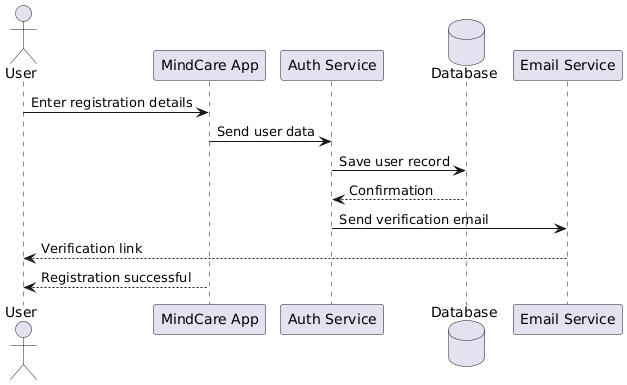 User
MindCare App
Auth Service
Database
Email Service
Enter registration details
Send user data
Save user record
Confirmation
Send verification email
Verification link
Registration successful
User
MindCare App
Auth Service
Database
Email Service